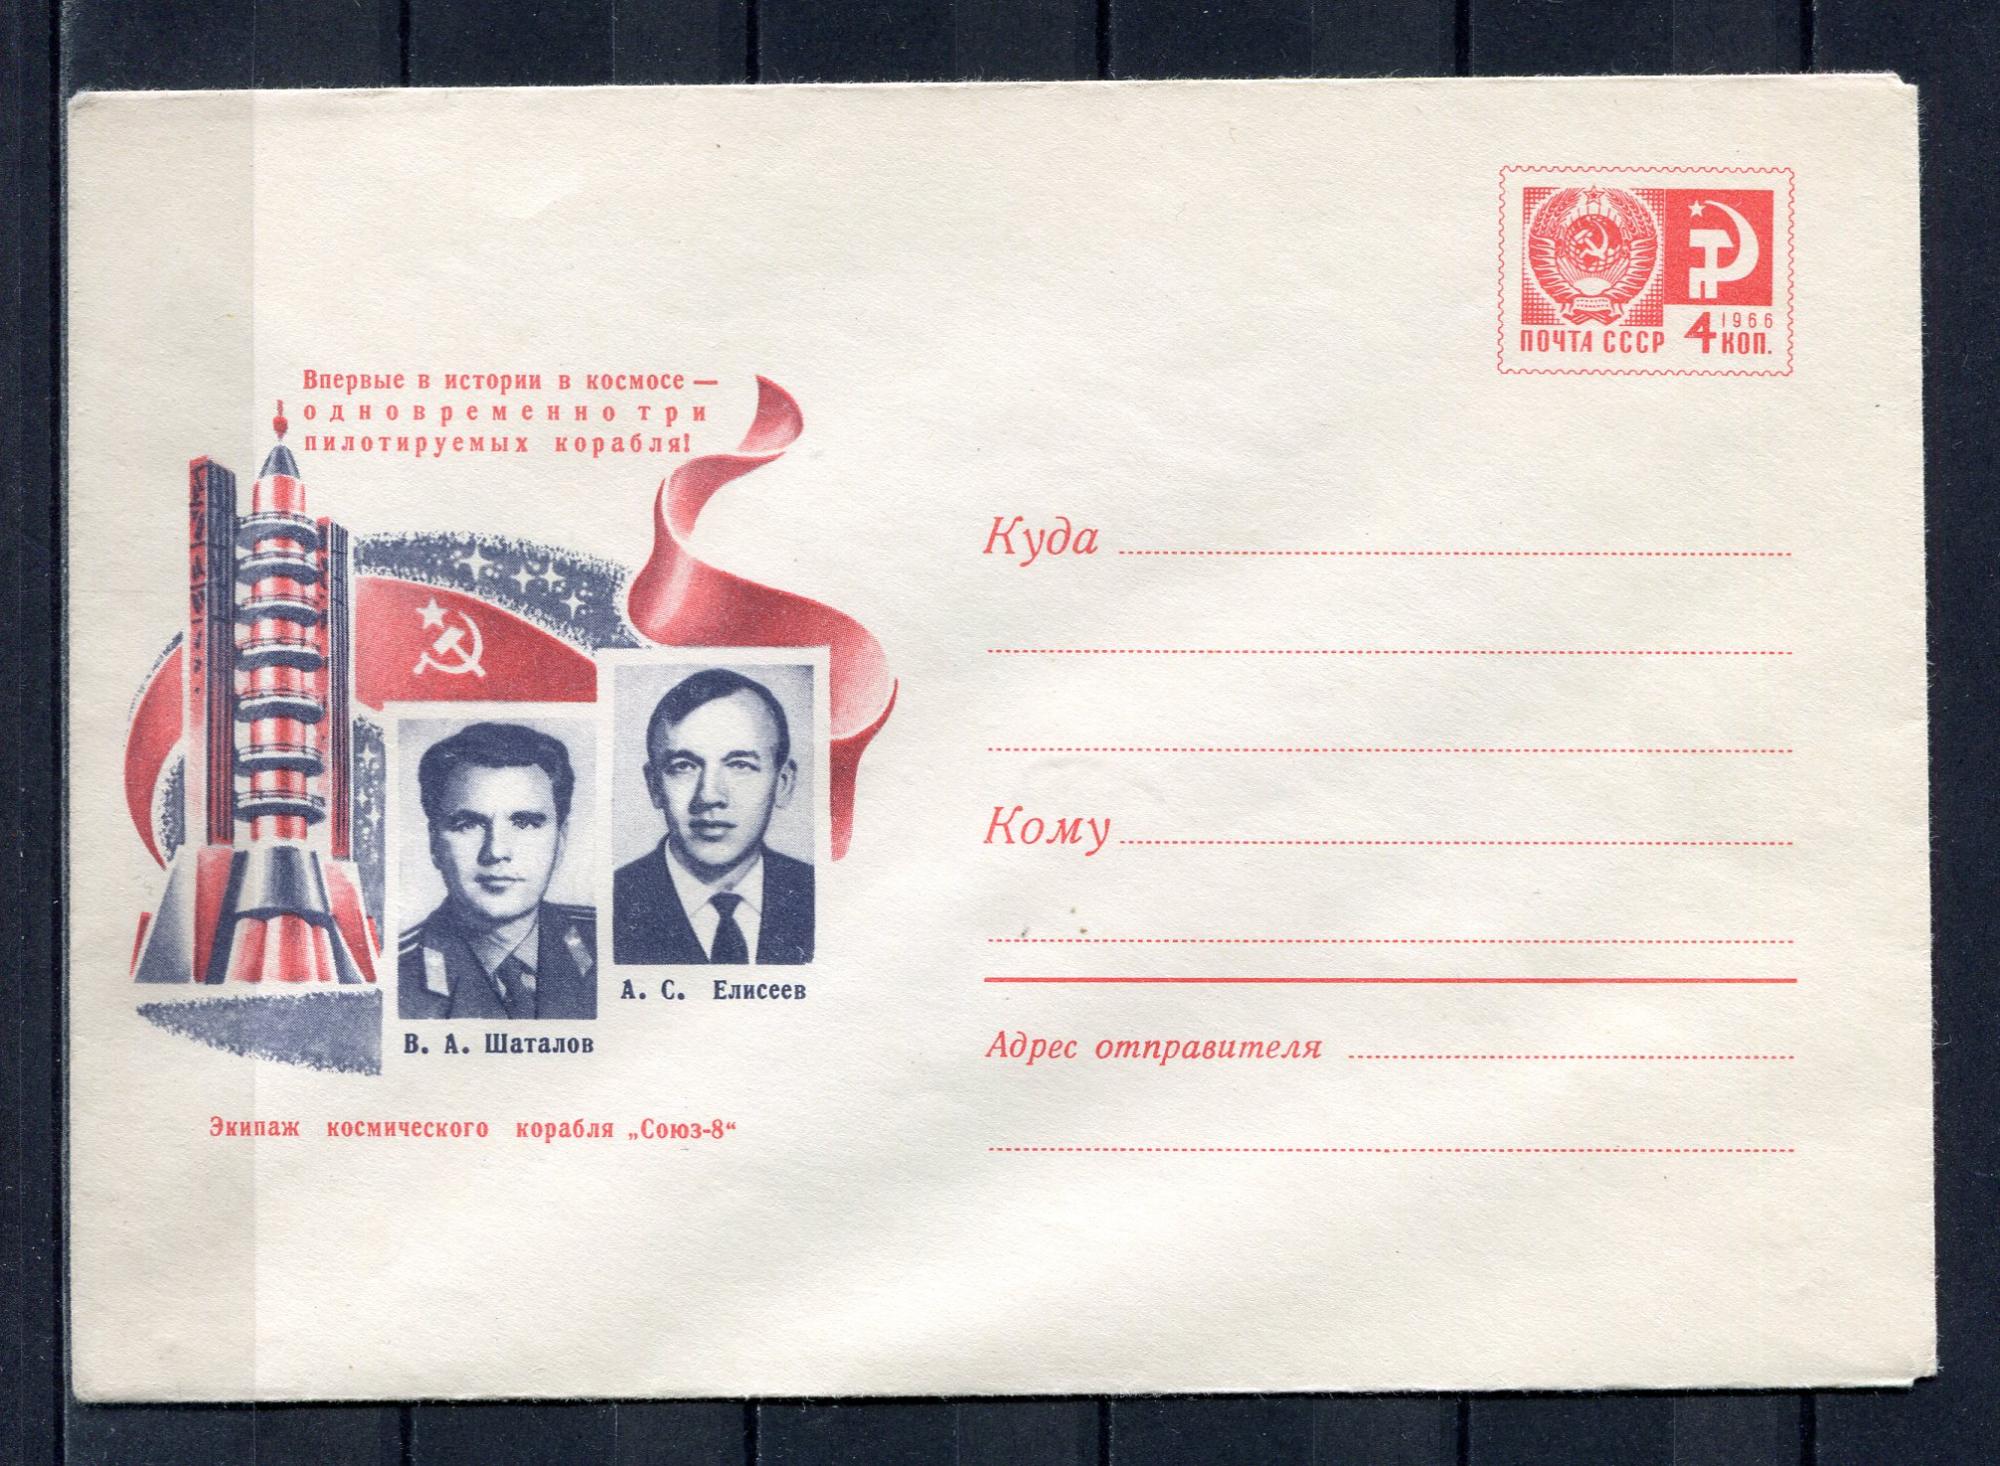 1966
ПОЧТА СССР 4 КОП.
Впервые в истории в космосе —
одновременно три
пилотируемых корабля!
Куда
Кому
А. С. Елисеев
В. А. Шаталов
Адрес отправителя
Экипаж космического корабля „Союз-8“